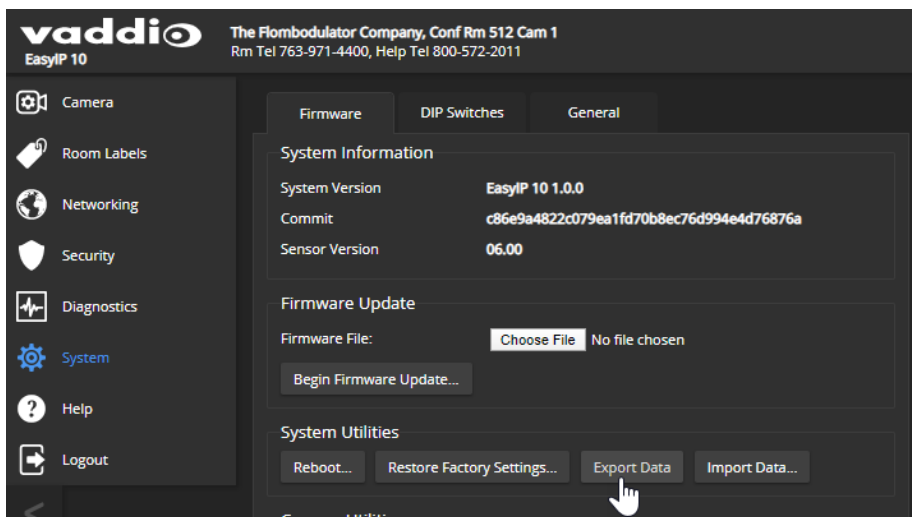 vaddio
EasyIP 10
The Flombodulator Company, Conf Rm 512 Cam 1
Rm Tel 763-971-4400, Help Tel 800-572-2011
Camera
Room Labels
Networking
Security
Diagnostics
System
Help
Logout
<
Firmware DIP Switches General
System Information
System Version EasyIP 10 1.0.0
Commit c86e9a4822c079ea1fd70b8ec76d994e4d76876a
Sensor Version 06.00
Firmware Update
Firmware File: Choose File No file chosen
Begin Firmware Update...
System Utilities
Reboot... Restore Factory Settings... Export Data Import Data...